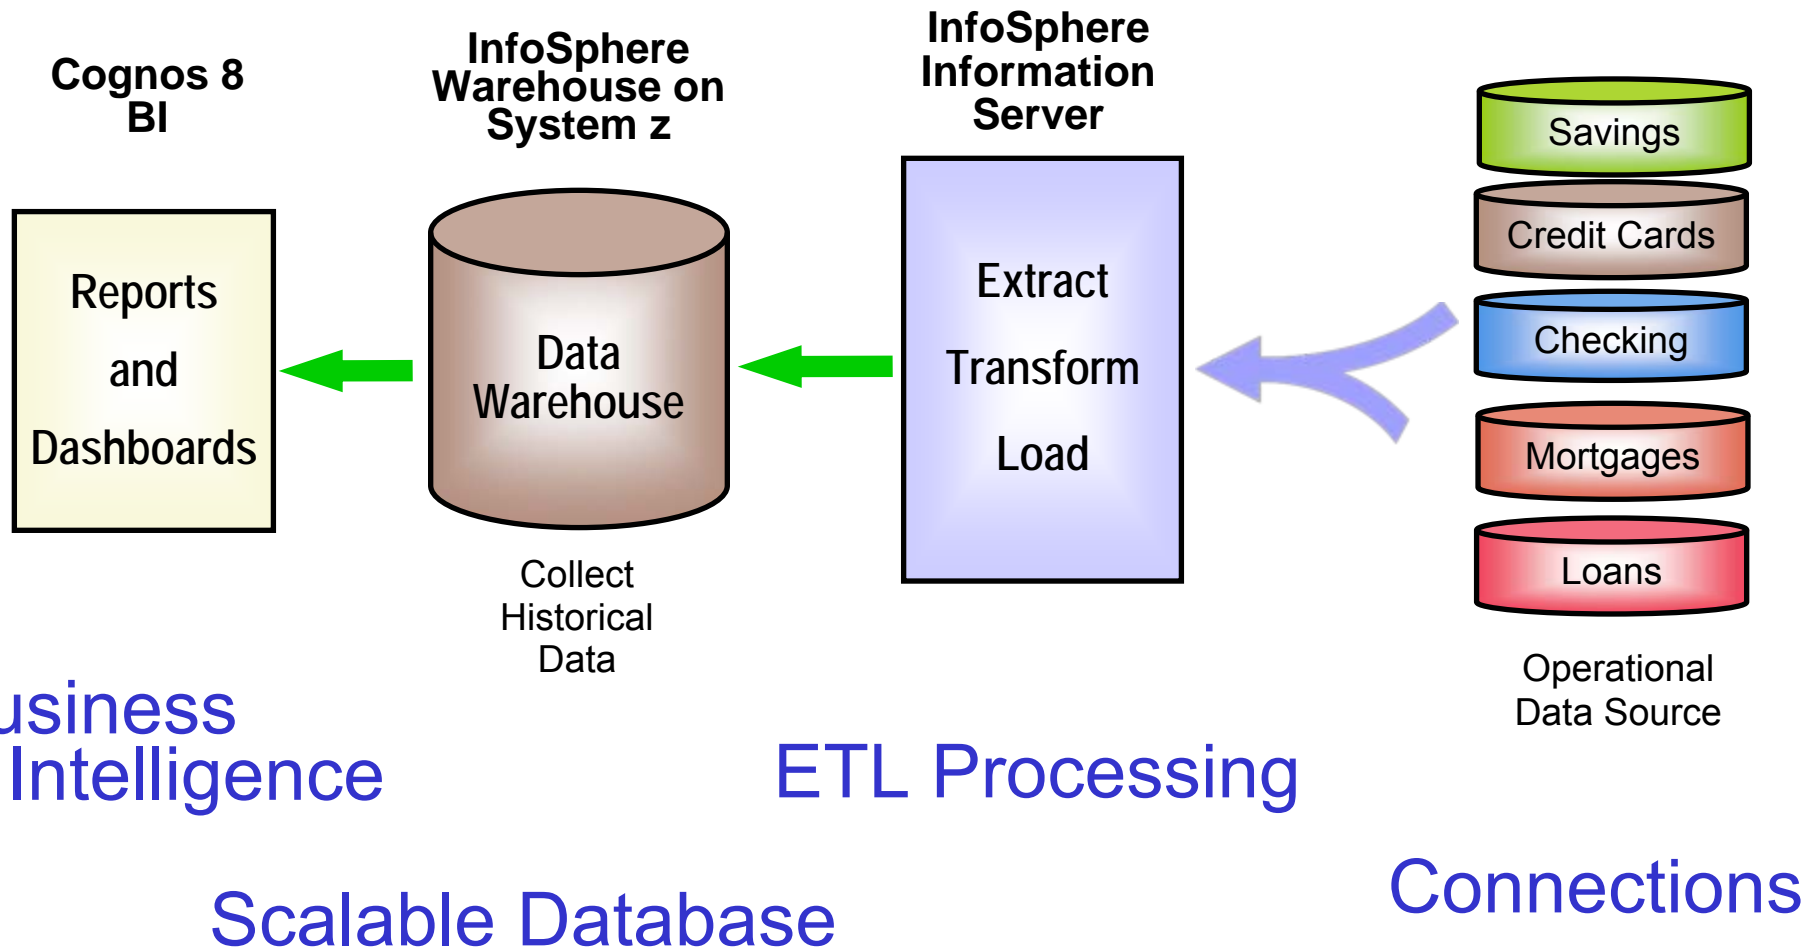 Cognos 8
BI
InfoSphere
Warehouse on
System z
InfoSphere
Information
Server
Reports
and
Dashboards
Data
Warehouse
Collect
Historical
Data
Extract
Transform
Load
Savings
Credit Cards
Checking
Mortgages
Loans
Operational
Data Source
usiness
Intelligence
ETL Processing
Scalable Database
Connections